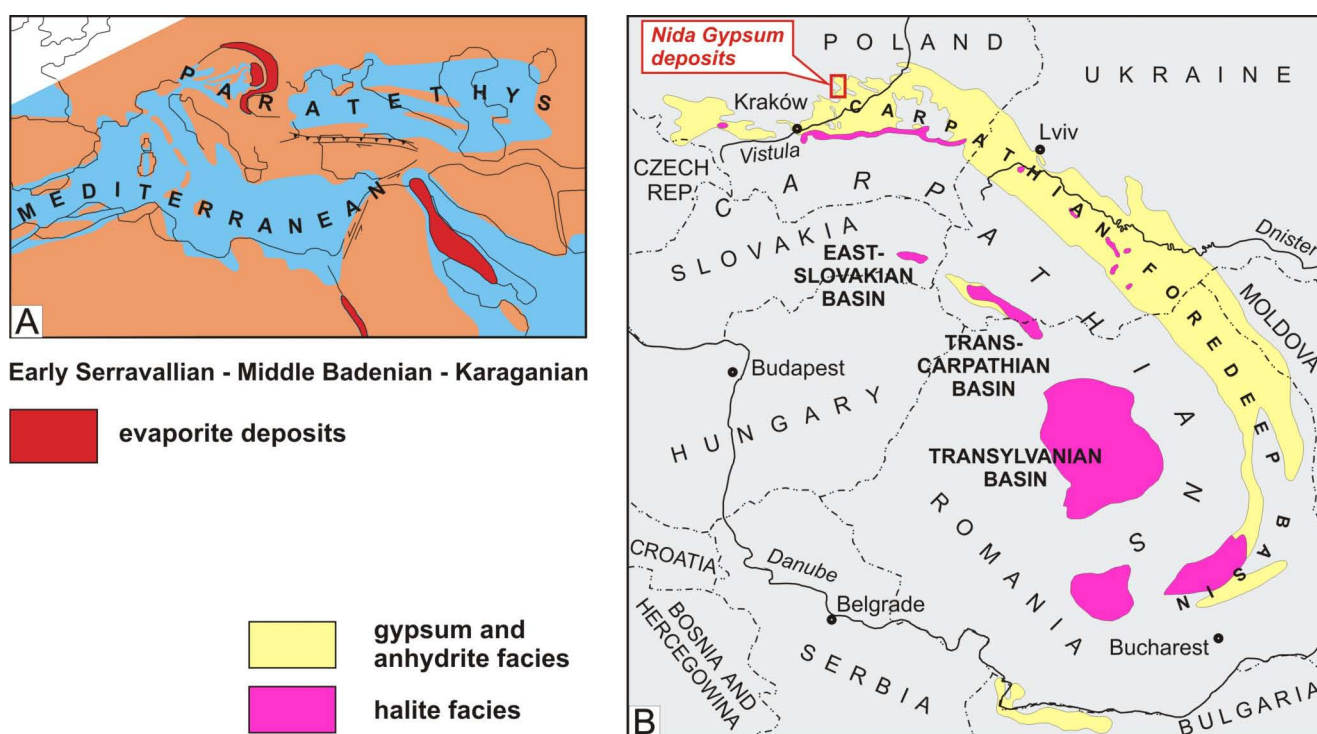 PARATETHYS
MEDITERRANEAN
A
Early Serravallian - Middle Badenian - Karaganian
evaporite deposits
gypsum and
anhydrite facies
halite facies
Nida Gypsum
deposits
POLAND
UKRAINE
Kraków
Vistula
Lviv
CZECH
REP.
CARPATHIAN FOREDEEP BASIN
CARPATHIANS
SLOVAKIA
Dnister
EAST-
SLOVAKIAN
BASIN
MOLDOVA
TRANS-
CARPATHIAN
BASIN
Budapest
HUNGARY
TRANSYLVANIAN
BASIN
ROMANIA
CROATIA
Danube
Belgrade
BOSNIA AND
HERCEGOWINA
SERBIA
Bucharest
BULGARIA
B